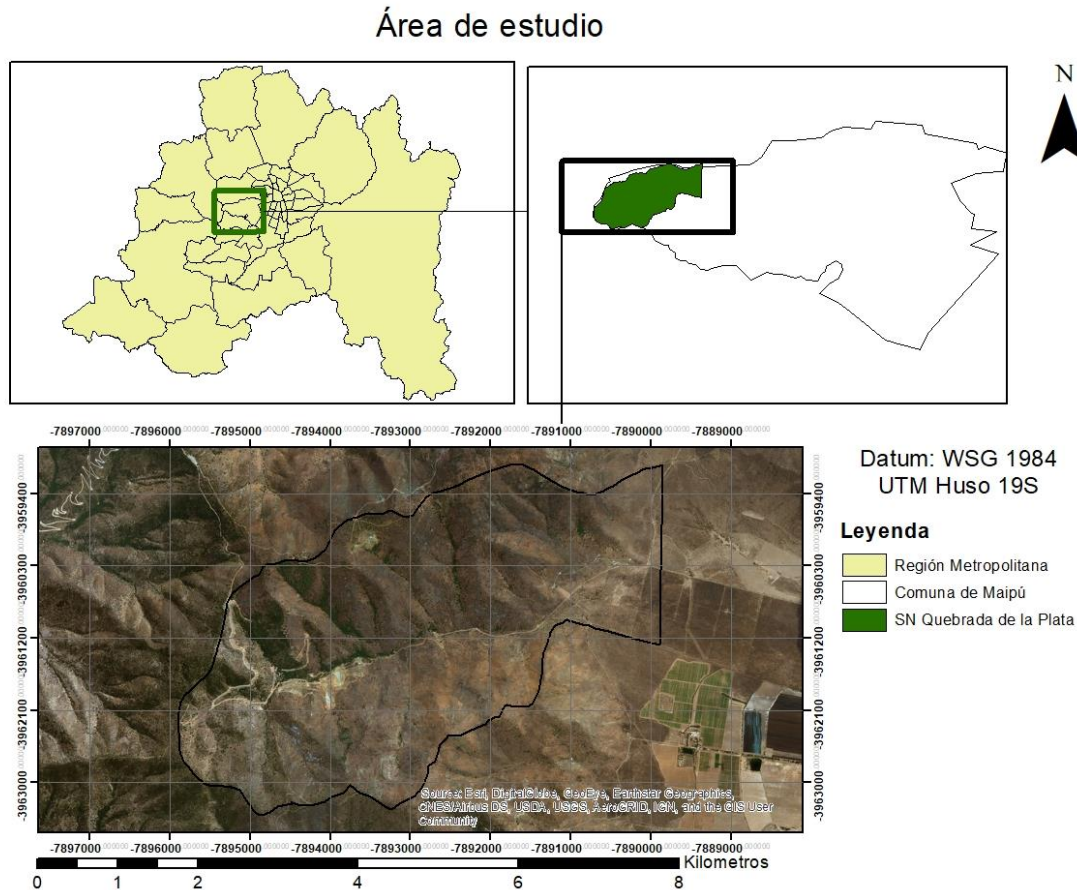 Área de estudio
N
-7897000 -7896000 -7895000 -7894000 -7893000 -7892000 -7891000 -7890000 -7889000
-3959400
-3960300
-3961200
-3962100
-3963000
-3959400
-3960300
-3961200
-3962100
-3963000
Source: Esri, DigitalGlobe, GeoEye, Earthstar Geographics,
CNES/Airbus DS, USDA, USGS, AeroGRID, IGN, and the GIS User
Community
-7897000 -7896000 -7895000 -7894000 -7893000 -7892000 -7891000 -7890000 -7889000
Kilometros
0 1 2 4 6 8
Datum: WSG 1984
UTM Huso 19S
Leyenda
Región Metropolitana
Comuna de Maipú
SN Quebrada de la Plata